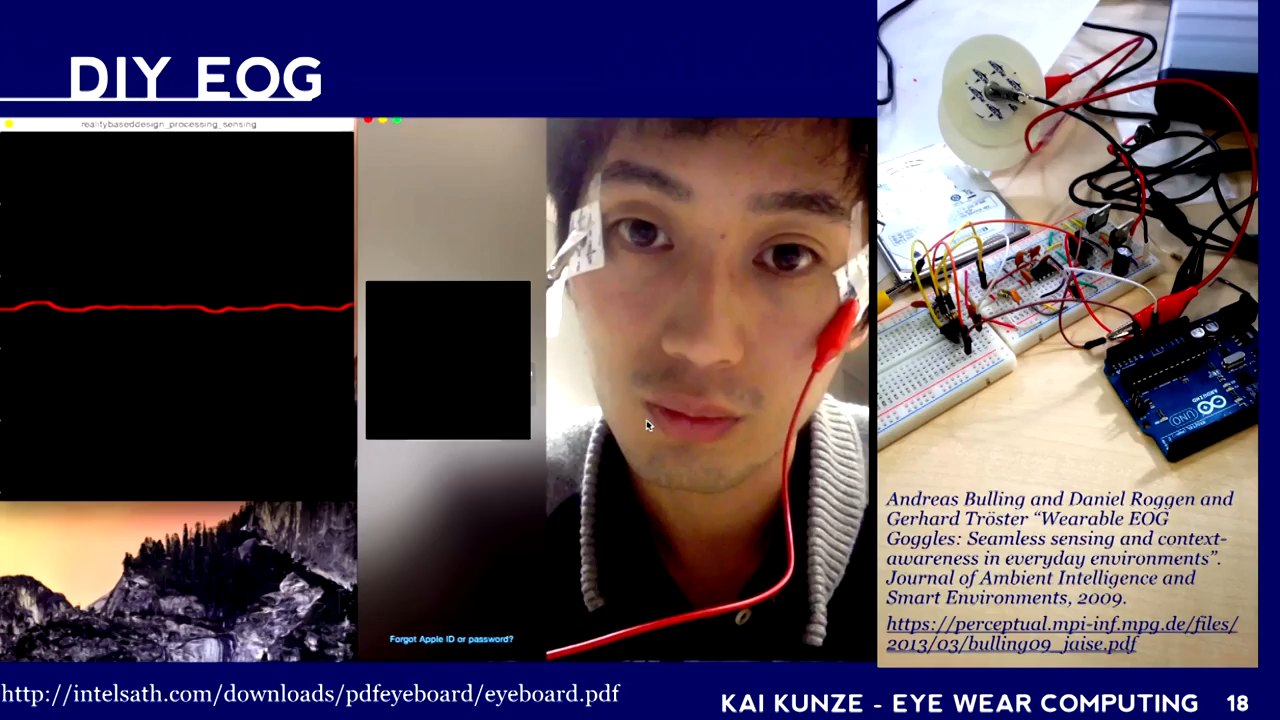 DIY EOG
realitybaseddesign_processing_sensing
Forgot Apple ID or password?
ARDUINO
UNO
Andreas Bulling and Daniel Roggen and
Gerhard Tröster “Wearable EOG
Goggles: Seamless sensing and context-
awareness in everyday environments”.
Journal of Ambient Intelligence and
Smart Environments, 2009.
https://perceptual.mpi-inf.mpg.de/files/
2013/03/bulling09_jaise.pdf
http://intelsath.com/downloads/pdfeyeboard/eyeboard.pdf
KAI KUNZE - EYE WEAR COMPUTING 18